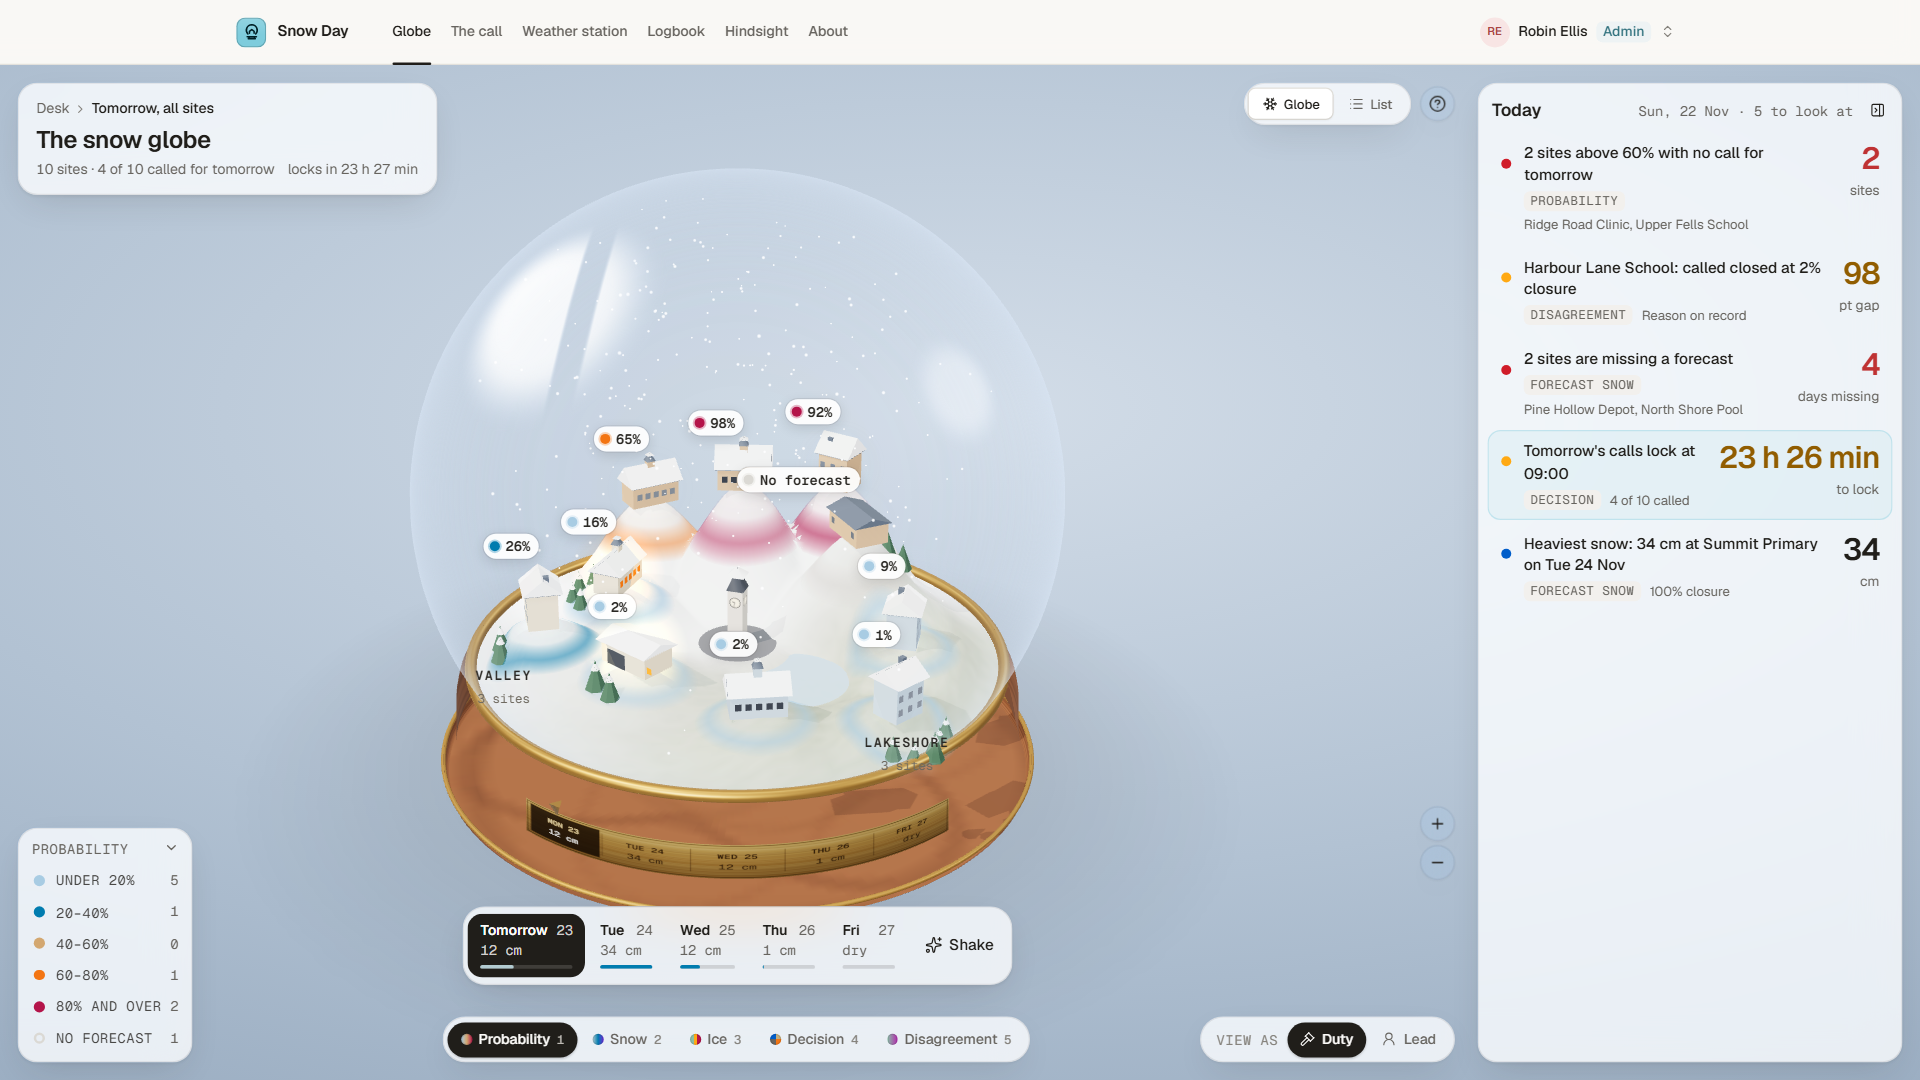 Snow Day
Globe
The call
Weather station
Logbook
Hindsight
About
RE
Robin Ellis
Admin
Desk > Tomorrow, all sites
The snow globe
10 sites · 4 of 10 called for tomorrow locks in 23 h 27 min
Globe
List
Today
Sun, 22 Nov · 5 to look at
2 sites above 60% with no call for
tomorrow
2
sites
PROBABILITY
Ridge Road Clinic, Upper Fells School
Harbour Lane School: called closed at 2%
closure
98
pt gap
DISAGREEMENT Reason on record
2 sites are missing a forecast
4
days missing
FORECAST SNOW
Pine Hollow Depot, North Shore Pool
Tomorrow's calls lock at
09:00
23 h 26 min
to lock
DECISION 4 of 10 called
Heaviest snow: 34 cm at Summit Primary
on Tue 24 Nov
34
cm
FORECAST SNOW 100% closure
92%
98%
65%
No forecast
16%
26%
9%
2%
1%
2%
VALLEY
3 sites
LAKESHORE
3 sites
MON 23
12 cm
TUE 24
34 cm
WED 25
12 cm
THU 26
1 cm
FRI 27
dry
PROBABILITY
UNDER 20% 5
20-40% 1
40-60% 0
60-80% 1
80% AND OVER 2
NO FORECAST 1
Tomorrow 23
12 cm
Tue 24
34 cm
Wed 25
12 cm
Thu 26
1 cm
Fri 27
dry
Shake
Probability 1
Snow 2
Ice 3
Decision 4
Disagreement 5
VIEW AS
Duty
Lead